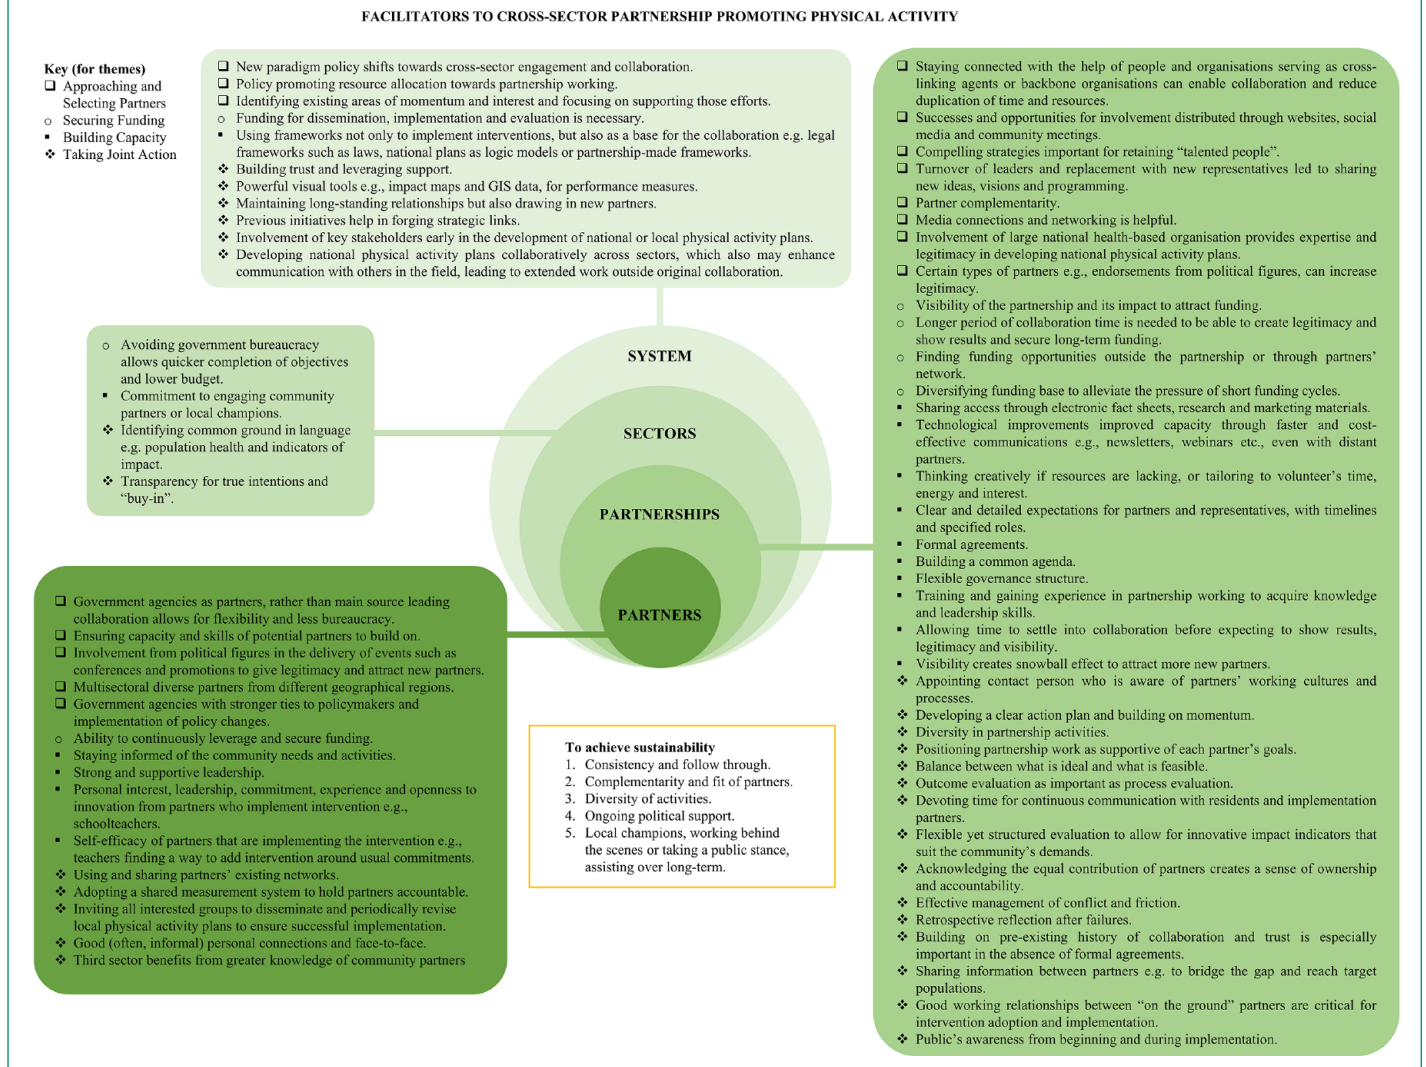 FACILITATORS TO CROSS-SECTOR PARTNERSHIP PROMOTING PHYSICAL ACTIVITY
Key (for themes)
❑ Approaching and
Selecting Partners
o Securing Funding
▪ Building Capacity
❖ Taking Joint Action
❑ New paradigm policy shifts towards cross-sector engagement and collaboration.
❑ Policy promoting resource allocation towards partnership working.
❑ Identifying existing areas of momentum and interest and focusing on supporting those efforts.
o Funding for dissemination, implementation and evaluation is necessary.
▪ Using frameworks not only to implement interventions, but also as a base for the collaboration e.g. legal
frameworks such as laws, national plans as logic models or partnership-made frameworks.
❖ Building trust and leveraging support.
❖ Powerful visual tools e.g., impact maps and GIS data, for performance measures.
❖ Maintaining long-standing relationships but also drawing in new partners.
❖ Previous initiatives help in forging strategic links.
❖ Involvement of key stakeholders early in the development of national or local physical activity plans.
❖ Developing national physical activity plans collaboratively across sectors, which also may enhance
communication with others in the field, leading to extended work outside original collaboration.
o Avoiding government bureaucracy
allows quicker completion of objectives
and lower budget.
▪ Commitment to engaging community
partners or local champions.
❖ Identifying common ground in language
e.g. population health and indicators of
impact.
❖ Transparency for true intentions and
“buy-in”.
SYSTEM
SECTORS
PARTNERSHIPS
PARTNERS
❑ Government agencies as partners, rather than main source leading
collaboration allows for flexibility and less bureaucracy.
❑ Ensuring capacity and skills of potential partners to build on.
❑ Involvement from political figures in the delivery of events such as
conferences and promotions to give legitimacy and attract new partners.
❑ Multisectoral diverse partners from different geographical regions.
❑ Government agencies with stronger ties to policymakers and
implementation of policy changes.
o Ability to continuously leverage and secure funding.
▪ Staying informed of the community needs and activities.
▪ Strong and supportive leadership.
▪ Personal interest, leadership, commitment, experience and openness to
innovation from partners who implement intervention e.g.,
schoolteachers.
▪ Self-efficacy of partners that are implementing the intervention e.g.,
teachers finding a way to add intervention around usual commitments.
❖ Using and sharing partners’ existing networks.
❖ Adopting a shared measurement system to hold partners accountable.
❖ Inviting all interested groups to disseminate and periodically revise
local physical activity plans to ensure successful implementation.
❖ Good (often, informal) personal connections and face-to-face.
❖ Third sector benefits from greater knowledge of community partners
To achieve sustainability
1. Consistency and follow through.
2. Complementarity and fit of partners.
3. Diversity of activities.
4. Ongoing political support.
5. Local champions, working behind
the scenes or taking a public stance,
assisting over long-term.
❑ Staying connected with the help of people and organisations serving as cross-
linking agents or backbone organisations can enable collaboration and reduce
duplication of time and resources.
❑ Successes and opportunities for involvement distributed through websites, social
media and community meetings.
❑ Compelling strategies important for retaining “talented people”.
❑ Turnover of leaders and replacement with new representatives led to sharing
new ideas, visions and programming.
❑ Partner complementarity.
❑ Media connections and networking is helpful.
❑ Involvement of large national health-based organisation provides expertise and
legitimacy in developing national physical activity plans.
❑ Certain types of partners e.g., endorsements from political figures, can increase
legitimacy.
o Visibility of the partnership and its impact to attract funding.
o Longer period of collaboration time is needed to be able to create legitimacy and
show results and secure long-term funding.
o Finding funding opportunities outside the partnership or through partners’
network.
o Diversifying funding base to alleviate the pressure of short funding cycles.
▪ Sharing access through electronic fact sheets, research and marketing materials.
▪ Technological improvements improved capacity through faster and cost-
effective communications e.g., newsletters, webinars etc., even with distant
partners.
▪ Thinking creatively if resources are lacking, or tailoring to volunteer’s time,
energy and interest.
▪ Clear and detailed expectations for partners and representatives, with timelines
and specified roles.
▪ Formal agreements.
▪ Building a common agenda.
▪ Flexible governance structure.
▪ Training and gaining experience in partnership working to acquire knowledge
and leadership skills.
▪ Allowing time to settle into collaboration before expecting to show results,
legitimacy and visibility.
▪ Visibility creates snowball effect to attract more new partners.
❖ Appointing contact person who is aware of partners’ working cultures and
processes.
❖ Developing a clear action plan and building on momentum.
❖ Diversity in partnership activities.
❖ Positioning partnership work as supportive of each partner’s goals.
❖ Balance between what is ideal and what is feasible.
❖ Outcome evaluation as important as process evaluation.
❖ Devoting time for continuous communication with residents and implementation
partners.
❖ Flexible yet structured evaluation to allow for innovative impact indicators that
suit the community’s demands.
❖ Acknowledging the equal contribution of partners creates a sense of ownership
and accountability.
❖ Effective management of conflict and friction.
❖ Retrospective reflection after failures.
❖ Building on pre-existing history of collaboration and trust is especially
important in the absence of formal agreements.
❖ Sharing information between partners e.g. to bridge the gap and reach target
populations.
❖ Good working relationships between “on the ground” partners are critical for
intervention adoption and implementation.
❖ Public’s awareness from beginning and during implementation.